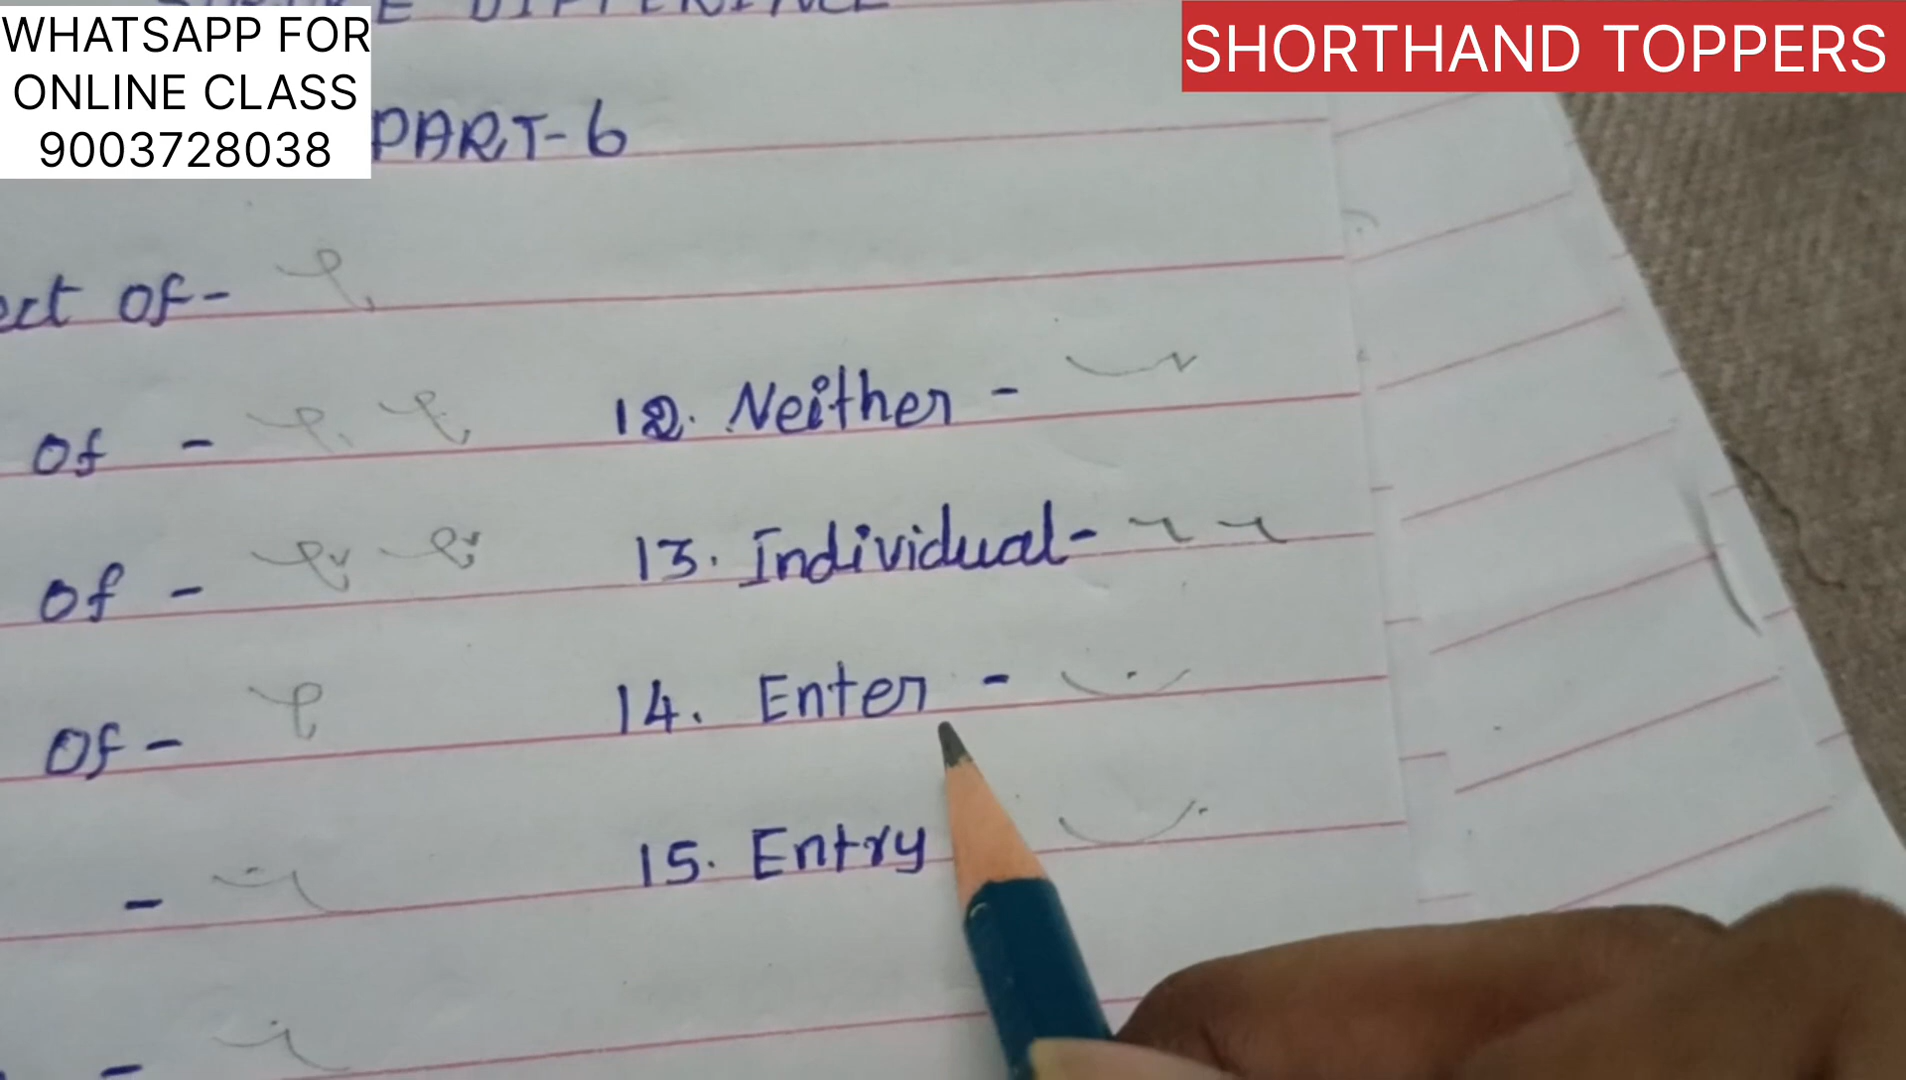 WHATSAPP FOR
ONLINE CLASS
9003728038
SHORTHAND TOPPERS
DIFFERENCE
PART-6
Of -
Of -
12. Neither -
Of -
13. Individual -
Of -
14. Enter -
-
15. Entry
-